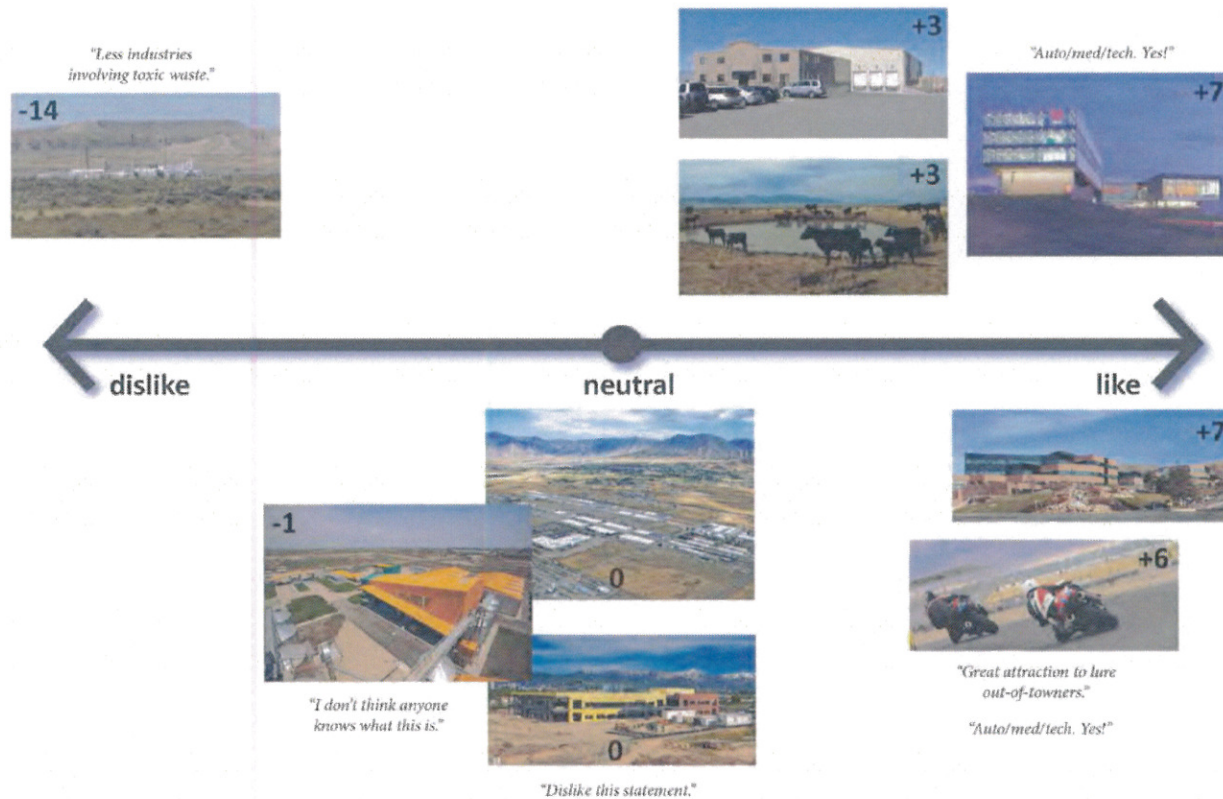 "Less industries
involving toxic waste."
-14
+3
+3
"Auto/med/tech. Yes!"
+7
dislike
neutral
like
-1
"I don't think anyone
knows what this is."
0
0
"Dislike this statement."
+7
+6
"Great attraction to lure
out-of-towners."
"Auto/med/tech. Yes!"